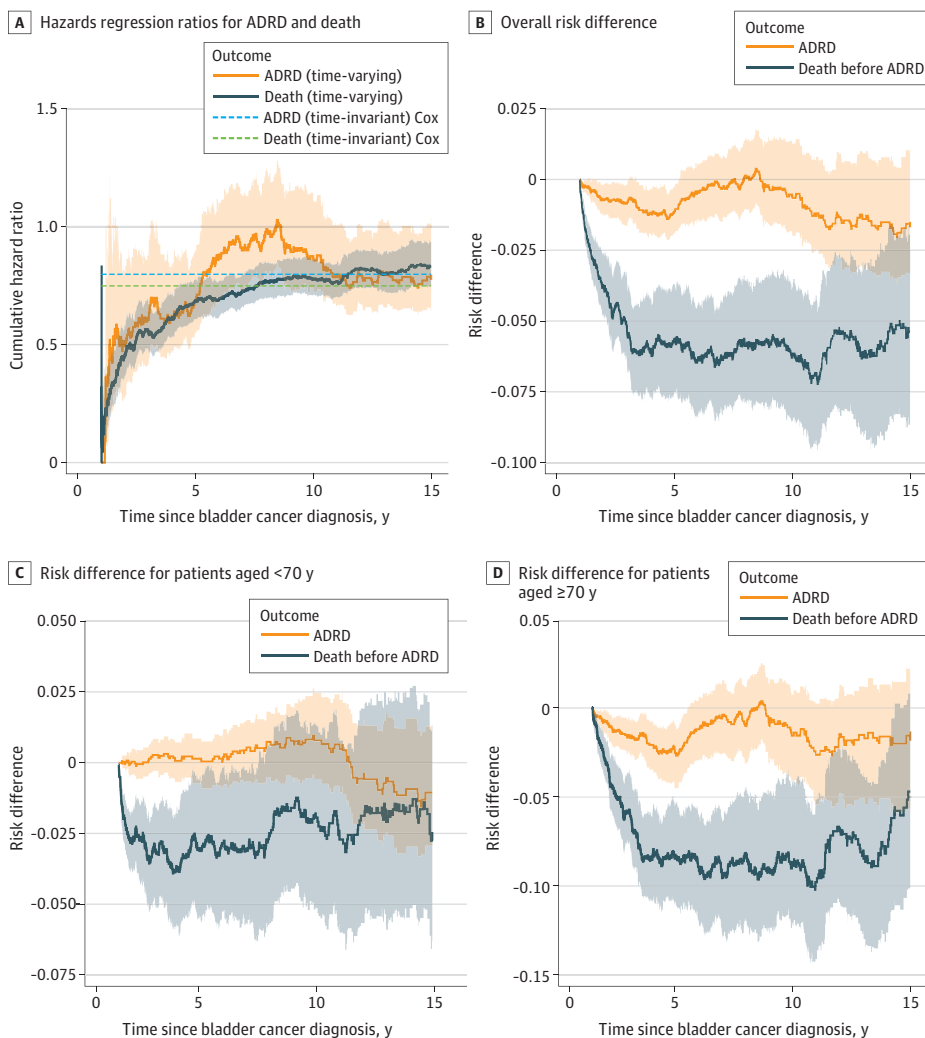 A Hazards regression ratios for ADRD and death
Outcome
ADRD (time-varying)
Death (time-varying)
ADRD (time-invariant) Cox
Death (time-invariant) Cox
1.5
1.0
0.5
0
Cumulative hazard ratio
0 5 10 15
Time since bladder cancer diagnosis, y
B Overall risk difference
Outcome
ADRD
Death before ADRD
0.025
0
-0.025
-0.050
-0.075
-0.100
Risk difference
0 5 10 15
Time since bladder cancer diagnosis, y
C Risk difference for patients aged <70 y
Outcome
ADRD
Death before ADRD
0.050
0.025
0
-0.025
-0.050
-0.075
Risk difference
0 5 10 15
Time since bladder cancer diagnosis, y
D Risk difference for patients
aged ≥70 y
Outcome
ADRD
Death before ADRD
0.05
0
-0.05
-0.10
-0.15
Risk difference
0 5 10 15
Time since bladder cancer diagnosis, y